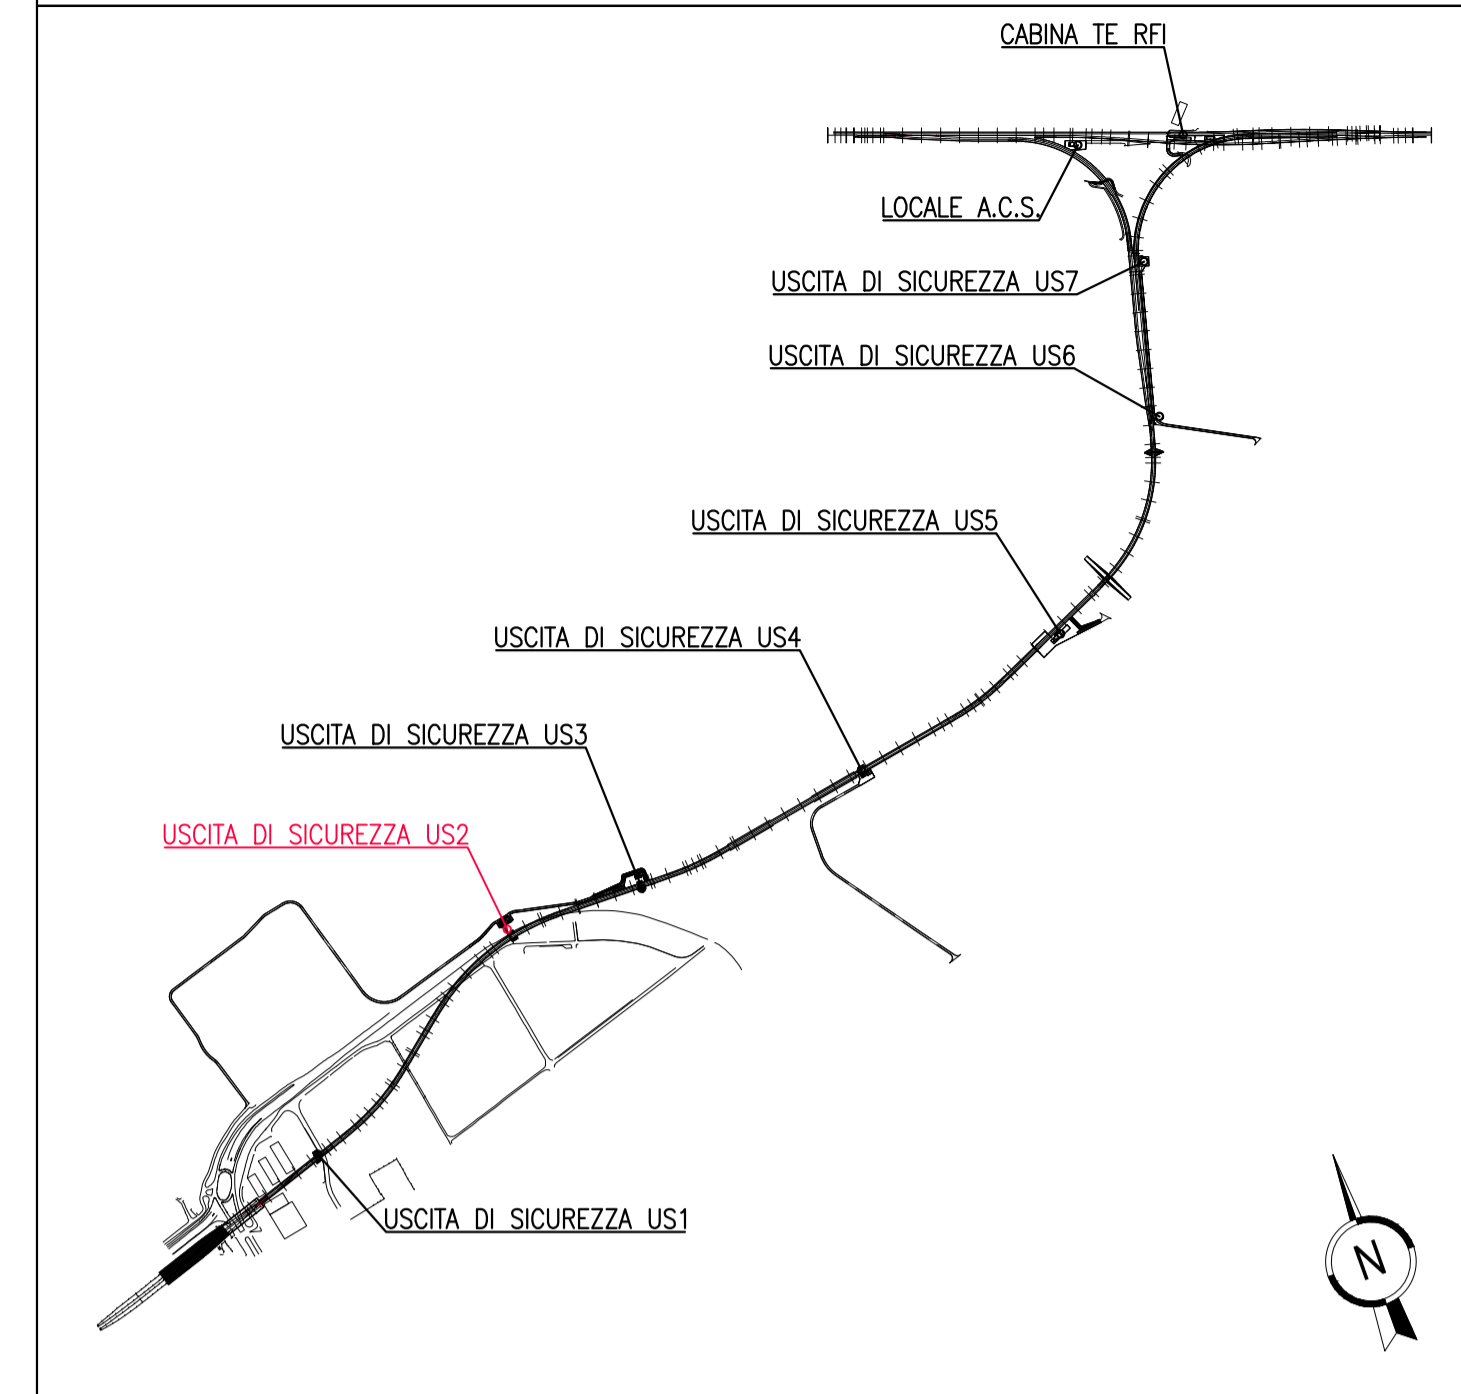 CABINA TE RFI
LOCALE A.C.S.
USCITA DI SICUREZZA US7
USCITA DI SICUREZZA US6
USCITA DI SICUREZZA US5
USCITA DI SICUREZZA US4
USCITA DI SICUREZZA US3
USCITA DI SICUREZZA US2
USCITA DI SICUREZZA US1
N